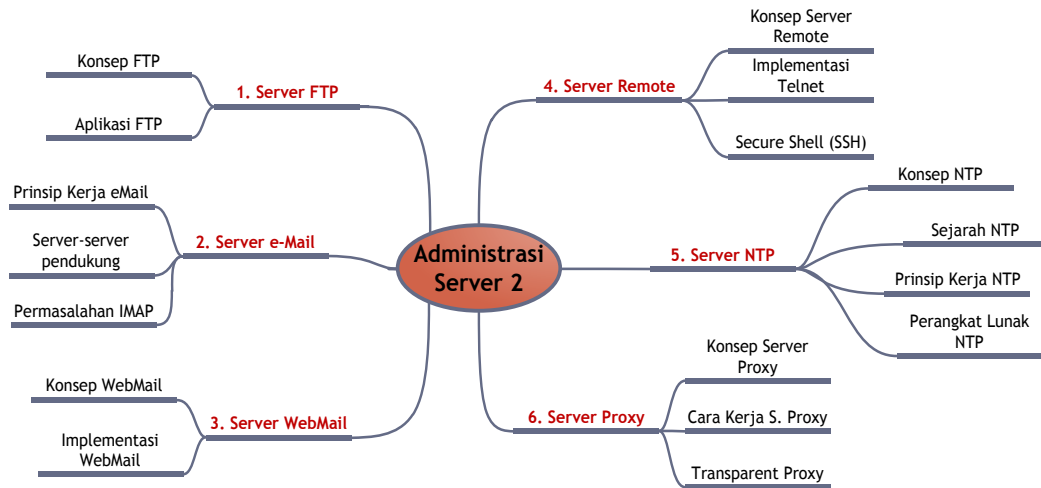 Administrasi
Server 2
1. Server FTP
Konsep FTP
Aplikasi FTP
2. Server e-Mail
Prinsip Kerja eMail
Server-server
pendukung
Permasalahan IMAP
3. Server WebMail
Konsep WebMail
Implementasi
WebMail
4. Server Remote
Konsep Server
Remote
Implementasi
Telnet
Secure Shell (SSH)
5. Server NTP
Konsep NTP
Sejarah NTP
Prinsip Kerja NTP
Perangkat Lunak
NTP
6. Server Proxy
Konsep Server
Proxy
Cara Kerja S. Proxy
Transparent Proxy